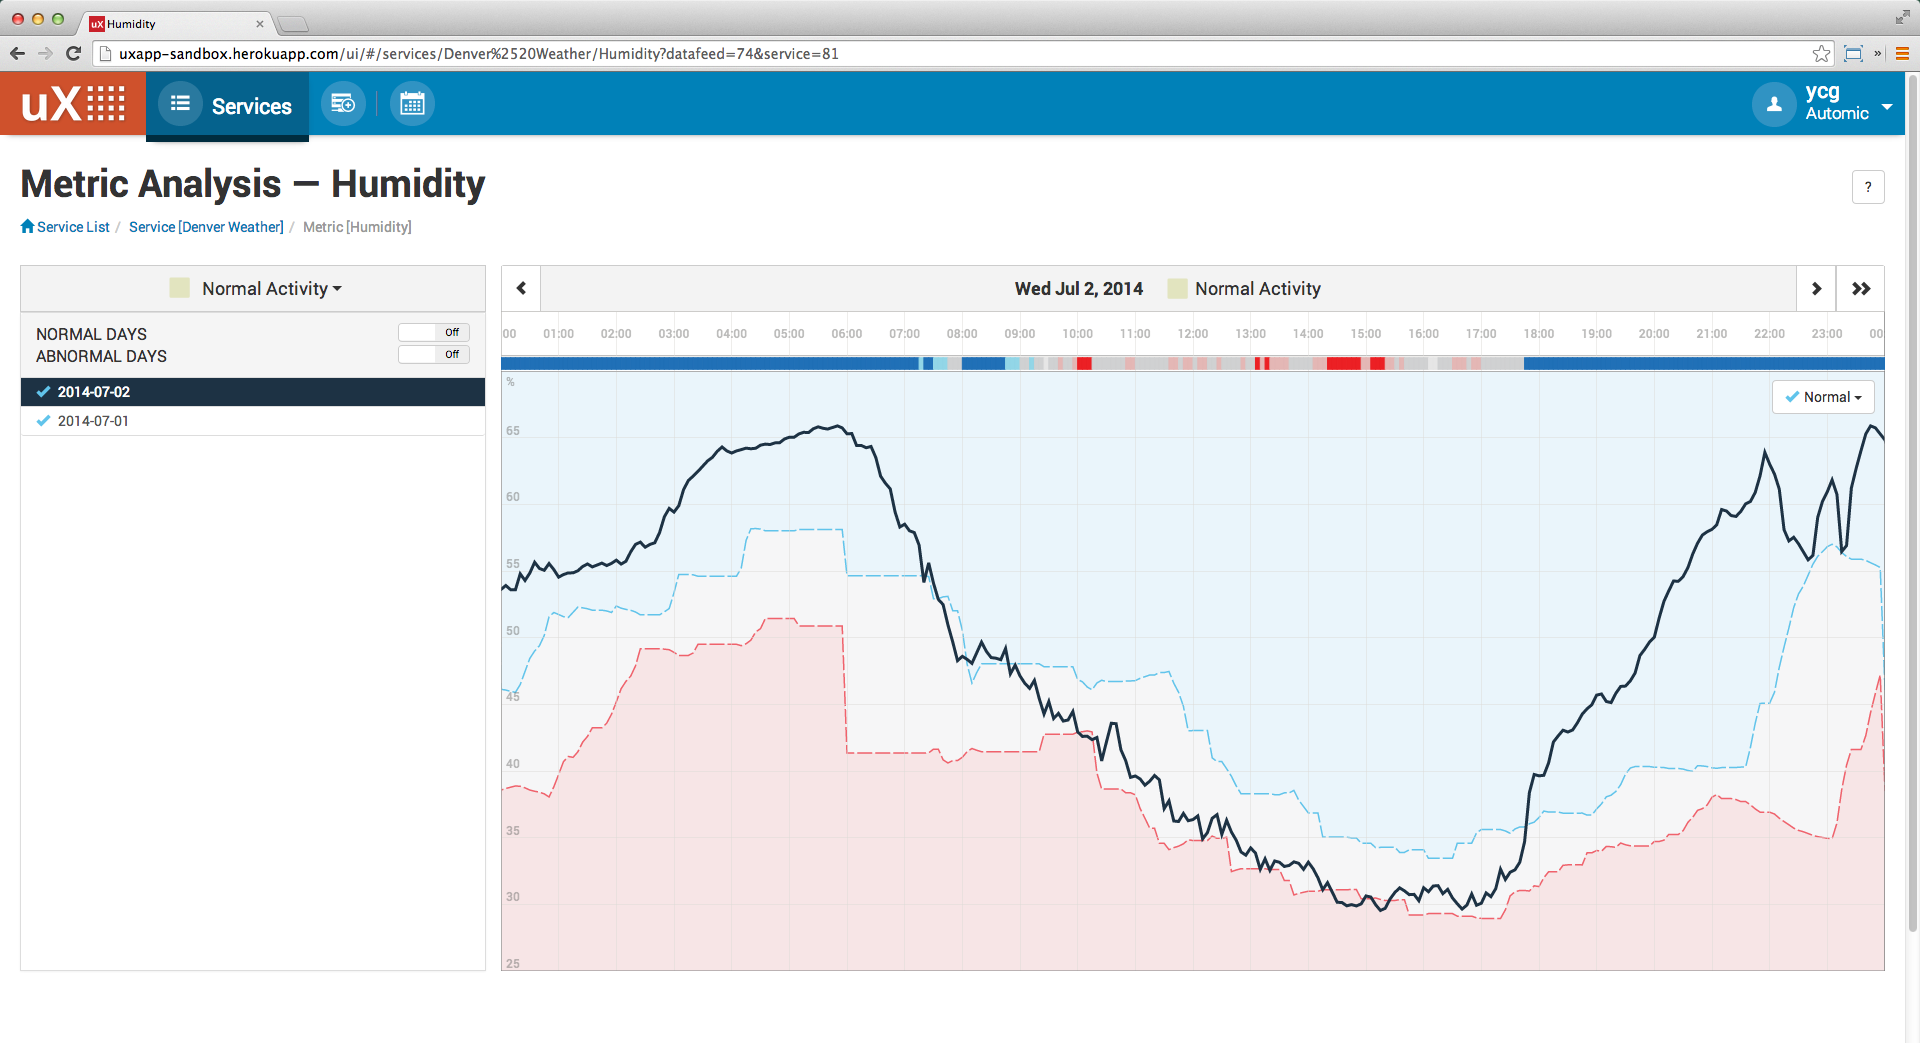 uX Humidity
uxapp-sandbox.herokuapp.com/ui/#/services/Denver%2520Weather/Humidity?datafeed=74&service=81
uX
Services
ycg
Automic
Metric Analysis — Humidity
?
Service List / Service [Denver Weather] / Metric [Humidity]
Normal Activity
Wed Jul 2, 2014 Normal Activity
NORMAL DAYS Off
ABNORMAL DAYS Off
2014-07-02
2014-07-01
00 01:00 02:00 03:00 04:00 05:00 06:00 07:00 08:00 09:00 10:00 11:00 12:00 13:00 14:00 15:00 16:00 17:00 18:00 19:00 20:00 21:00 22:00 23:00 00
%
Normal
65
60
55
50
45
40
35
30
25